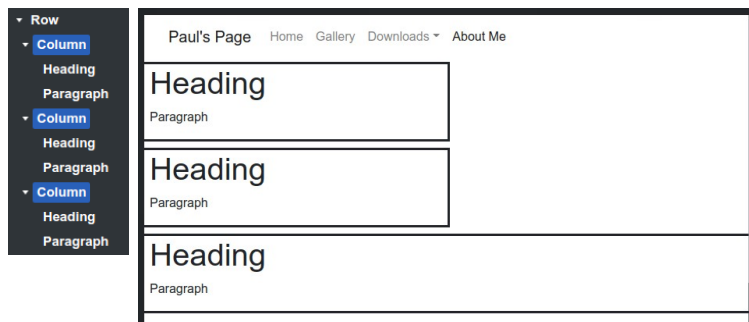 Row
Column
Heading
Paragraph
Column
Heading
Paragraph
Column
Heading
Paragraph
Paul's Page Home Gallery Downloads About Me
Heading
Paragraph
Heading
Paragraph
Heading
Paragraph